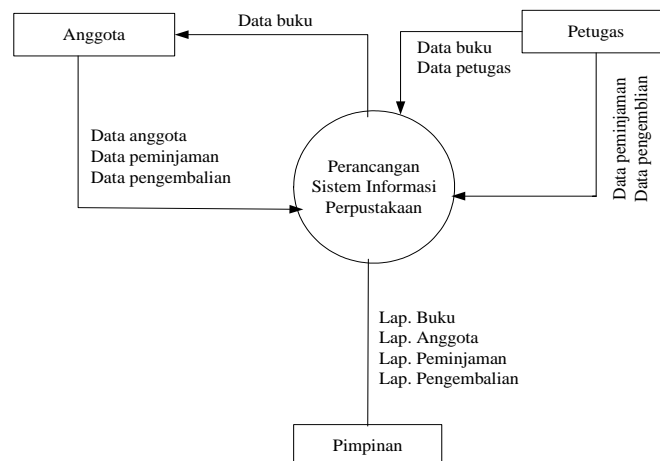 Anggota
Data buku
Petugas
Data buku
Data petugas
Data peminjaman
Data pengemblian
Data anggota
Data peminjaman
Data pengembalian
Perancangan
Sistem Informasi
Perpustakaan
Lap. Buku
Lap. Anggota
Lap. Peminjaman
Lap. Pengembalian
Pimpinan